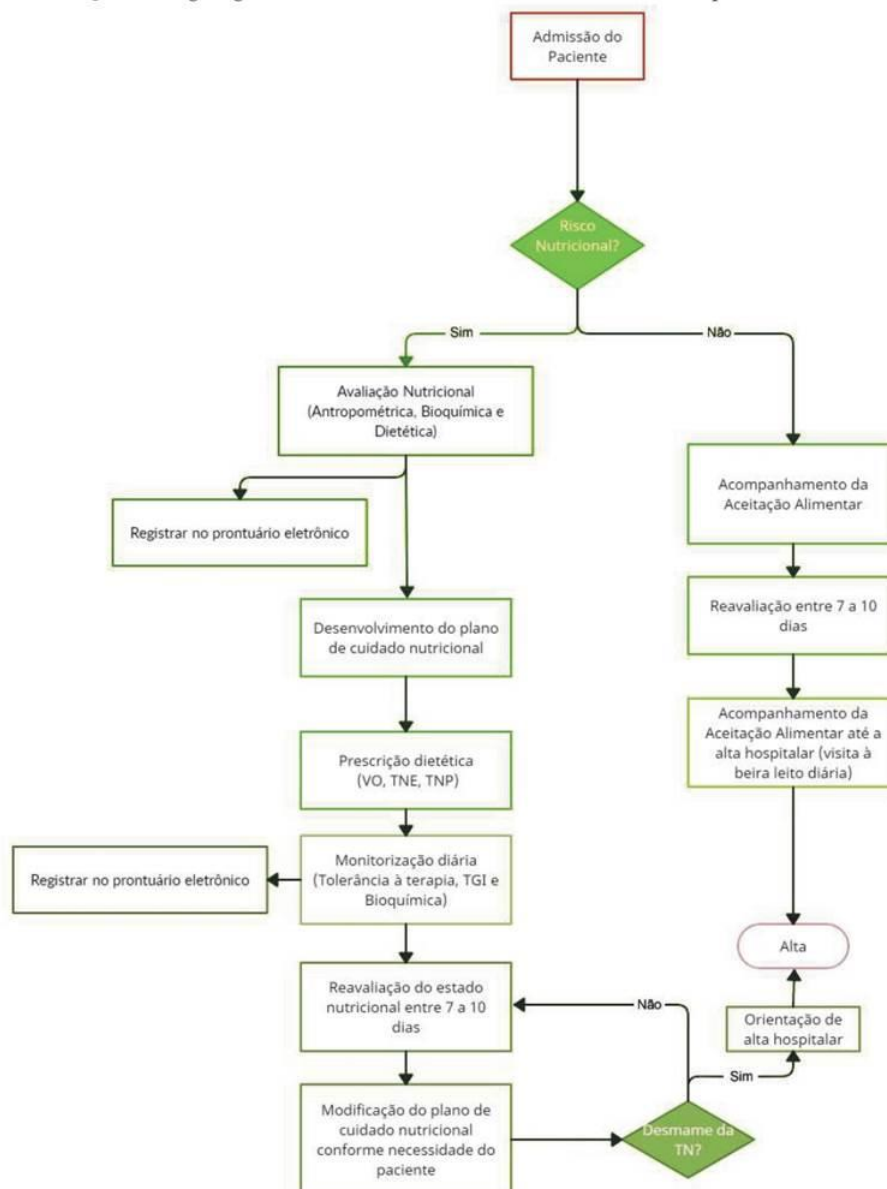 Admissão do
Paciente
Risco
Nutricional?
Sim
Não
Avaliação Nutricional
(Antropométrica, Bioquímica e
Dietética)
Registrar no prontuário eletrônico
Desenvolvimento do plano
de cuidado nutricional
Prescrição dietética
(VO, TNE, TNP)
Monitorização diária
(Tolerância à terapia, TGI e
Bioquímica)
Registrar no prontuário eletrônico
Reavaliação do estado
nutricional entre 7 a 10
dias
Modificação do plano de
cuidado nutricional
conforme necessidade do
paciente
Desmame da
TN?
Não
Sim
Orientação de
alta hospitalar
Acompanhamento da
Aceitação Alimentar
Reavaliação entre 7 a 10
dias
Acompanhamento da
Aceitação Alimentar até a
alta hospitalar (visita à
beira leito diária)
Alta